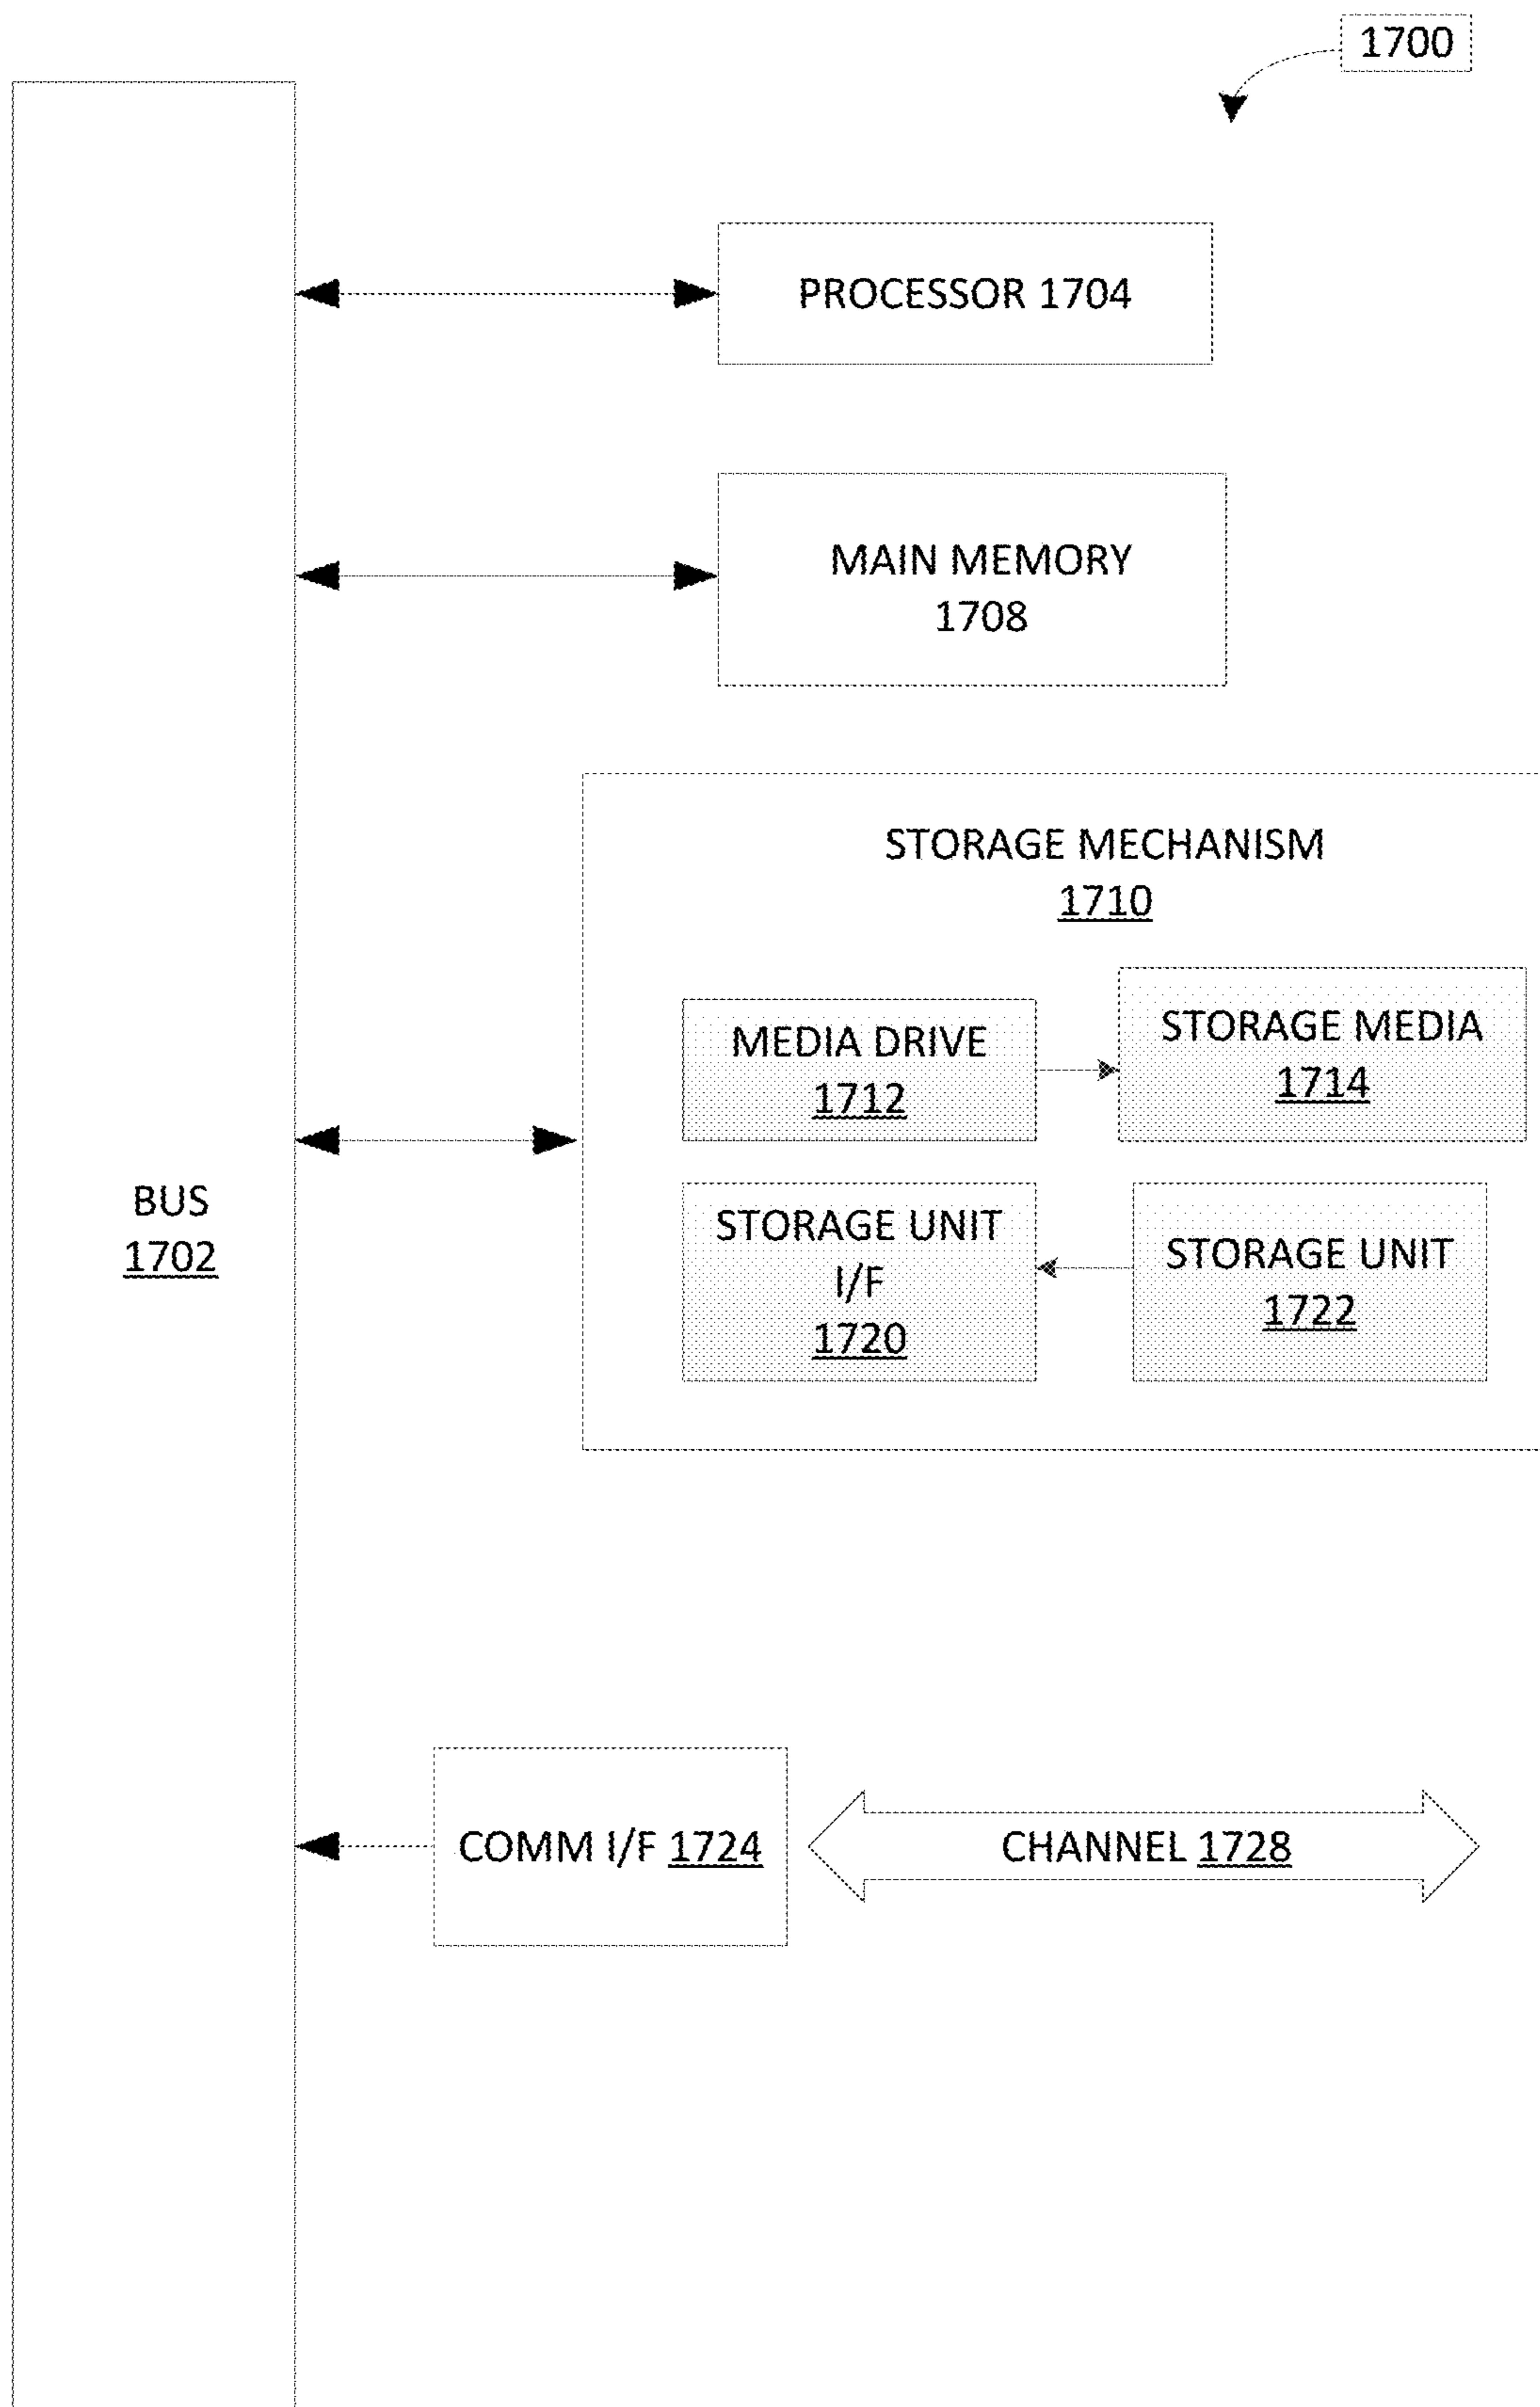 1700
PROCESSOR 1704
MAIN MEMORY
1708
STORAGE MECHANISM
1710
MEDIA DRIVE
1712
STORAGE MEDIA
1714
BUS
1702
STORAGE UNIT
I/F
1720
STORAGE UNIT
1722
COMM I/F 1724
CHANNEL 1728